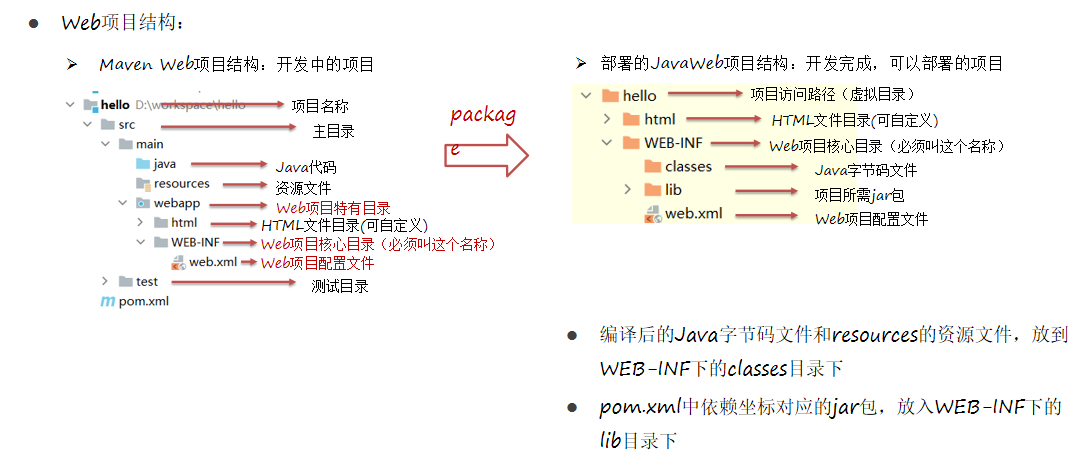 Web项目结构：
Maven Web项目结构：开发中的项目
hello D:\workspace\hello 项目名称
src 主目录
main
java Java代码
resources 资源文件
webapp Web项目特有目录
html HTML文件目录(可自定义)
WEB-INF Web项目核心目录（必须叫这个名称）
web.xml Web项目配置文件
test 测试目录
pom.xml
packag
e
部署的JavaWeb项目结构：开发完成，可以部署的项目
hello 项目访问路径（虚拟目录）
html HTML文件目录(可自定义)
WEB-INF Web项目核心目录（必须叫这个名称）
classes Java字节码文件
lib 项目所需jar包
web.xml Web项目配置文件
编译后的Java字节码文件和resources的资源文件，放到
WEB-INF下的classes目录下
pom.xml中依赖坐标对应的jar包，放入WEB-INF下的
lib目录下